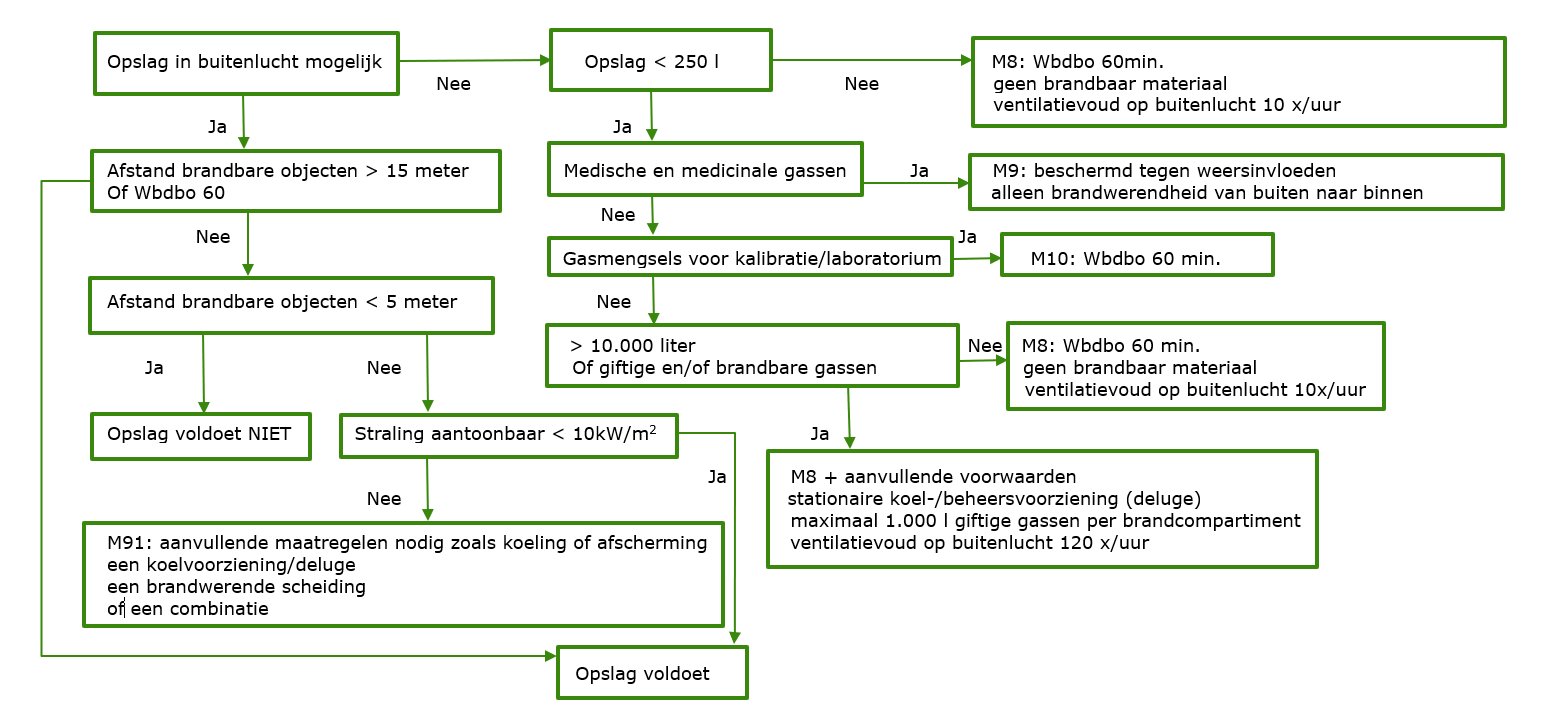 Opslag in buitenlucht mogelijk
Nee
Opslag < 250 l
Nee
M8: Wbdbo 60min.
geen brandbaar materiaal
ventilatievoud op buitenlucht 10 x/uur
Ja
Ja
Afstand brandbare objecten > 15 meter
Of Wbdbo 60
Medische en medicinale gassen
Ja
M9: beschermd tegen weersinvloeden
alleen brandwerendheid van buiten naar binnen
Nee
Nee
Gasmengsels voor kalibratie/laboratorium
Ja
M10: Wbdbo 60 min.
Afstand brandbare objecten < 5 meter
Nee
> 10.000 liter
Of giftige en/of brandbare gassen
Nee
M8: Wbdbo 60 min.
geen brandbaar materiaal
ventilatievoud op buitenlucht 10x/uur
Ja
Nee
Opslag voldoet NIET
Straling aantoonbaar < 10kW/m²
Ja
Ja
M8 + aanvullende voorwaarden
stationaire koel-/beheersvoorziening (deluge)
maximaal 1.000 l giftige gassen per brandcompartiment
ventilatievoud op buitenlucht 120 x/uur
Nee
M91: aanvullende maatregelen nodig zoals koeling of afscherming
een koelvoorziening/deluge
een brandwerende scheiding
of een combinatie
Opslag voldoet